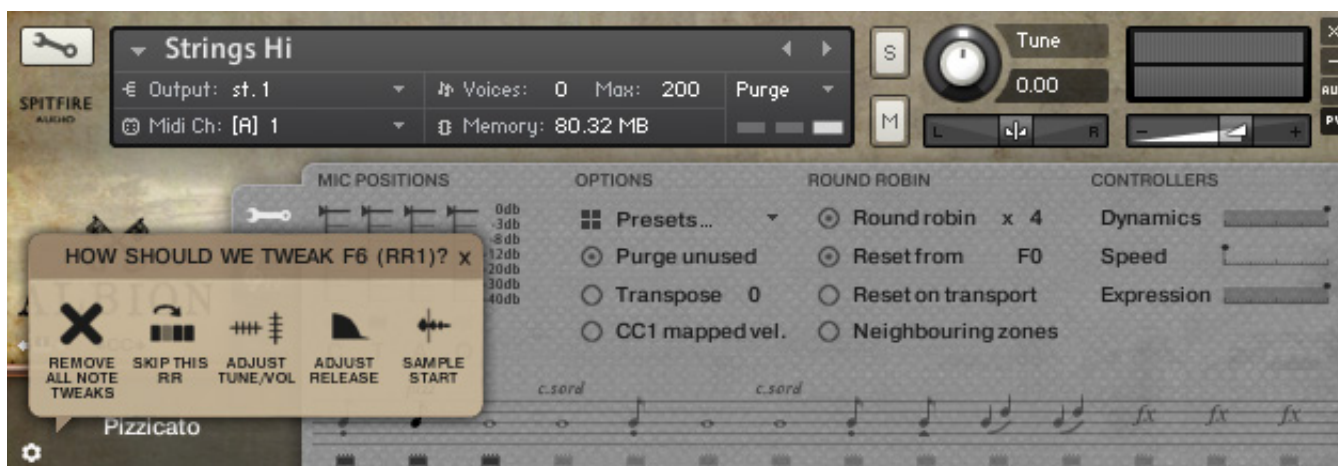 Strings Hi
S
Tune
Output: st.1
Voices: 0 Max: 200
Purge
0.00
SPITFIRE
AUDIO
Midi Ch: [A] 1
Memory: 80.32 MB
M
L
R
-
+
MIC POSITIONS
OPTIONS
ROUND ROBIN
CONTROLLERS
0db
-3db
-8db
-12db
-20db
-30db
-40db
Presets...
Purge unused
Transpose 0
CC1 mapped vel.
Round robin x 4
Reset from F0
Reset on transport
Neighbouring zones
Dynamics
Speed
Expression
HOW SHOULD WE TWEAK F6 (RR1)? x
REMOVE
ALL NOTE
TWEAKS
SKIP THIS
RR
ADJUST
TUNE/VOL
ADJUST
RELEASE
SAMPLE
START
c.sord
c.sord
fx
fx
fx
Pizzicato